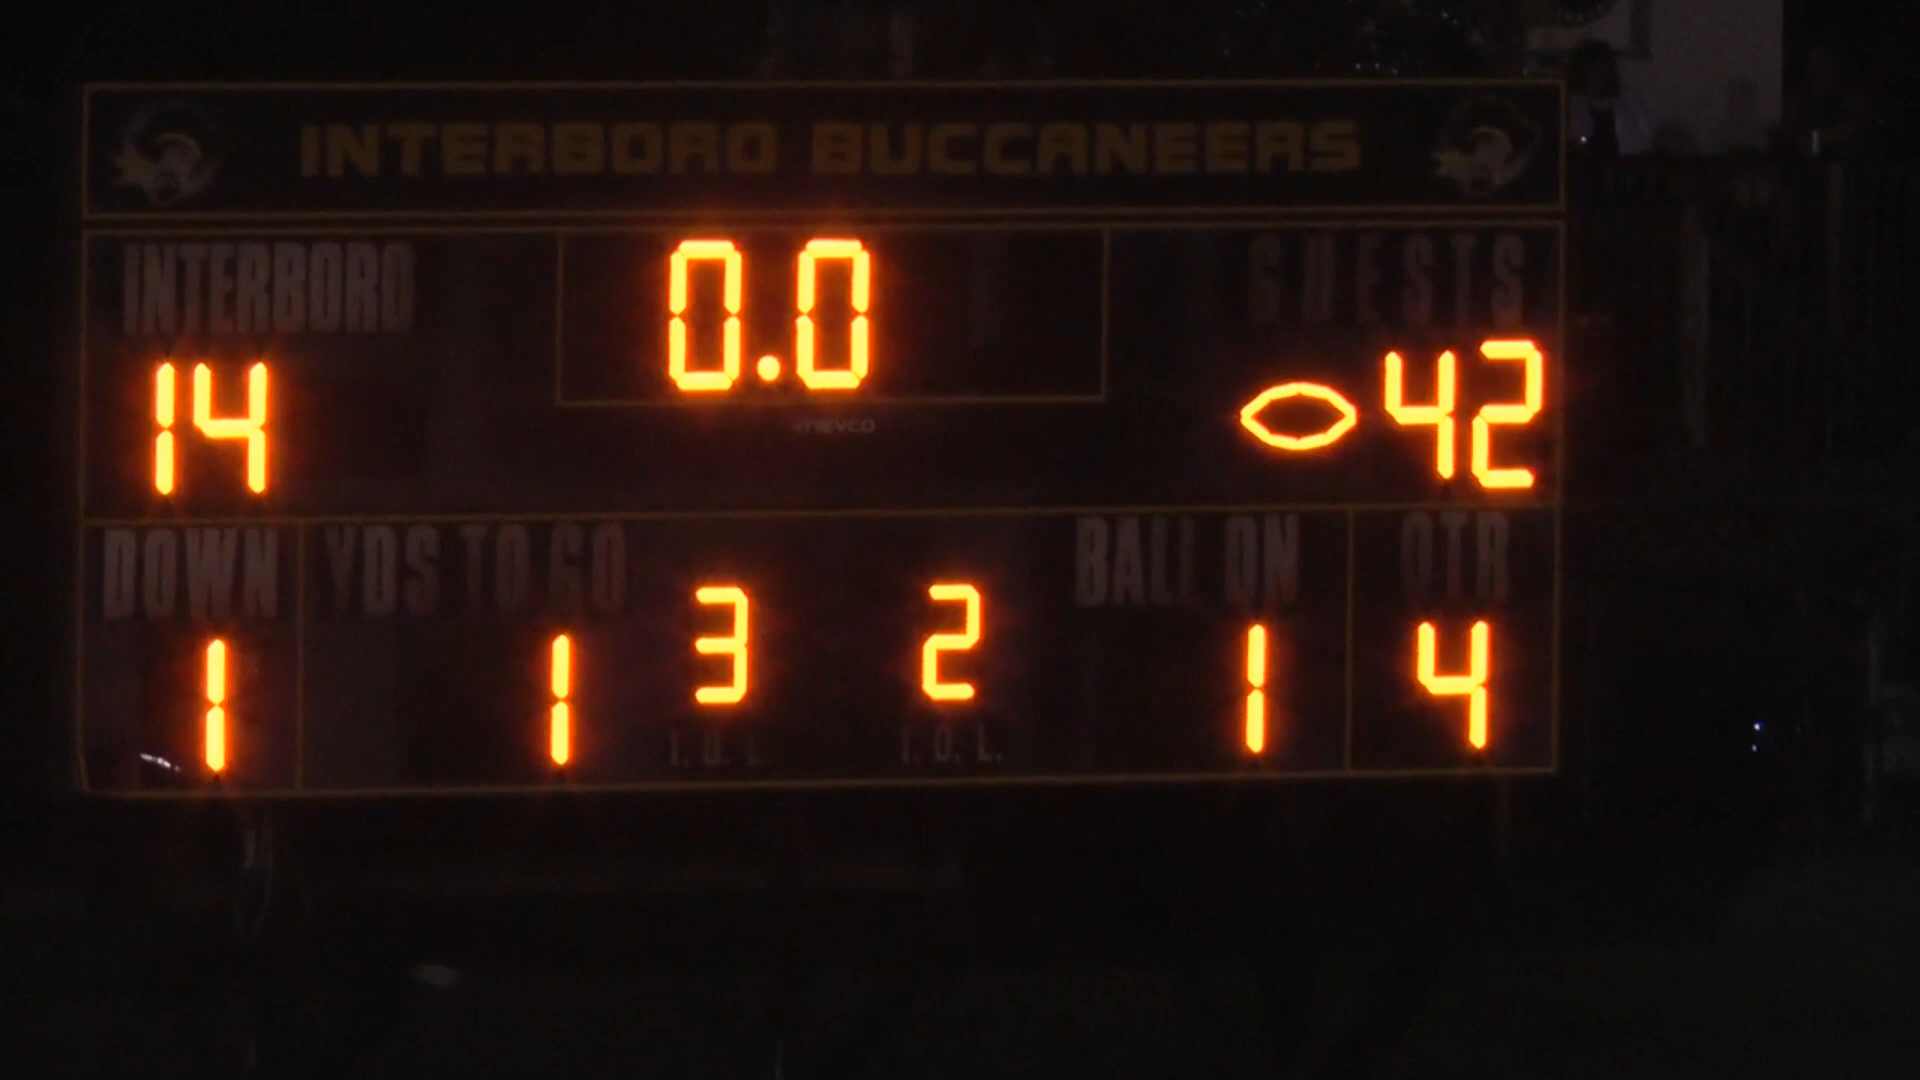 INTERBORO BUCCANEERS
INTERBORO 0.0 GUESTS
14 42
NEVCO
DOWN YDS TO GO BALL ON QTR
1 1 3 2 1 4
T.O.L. T.O.L.